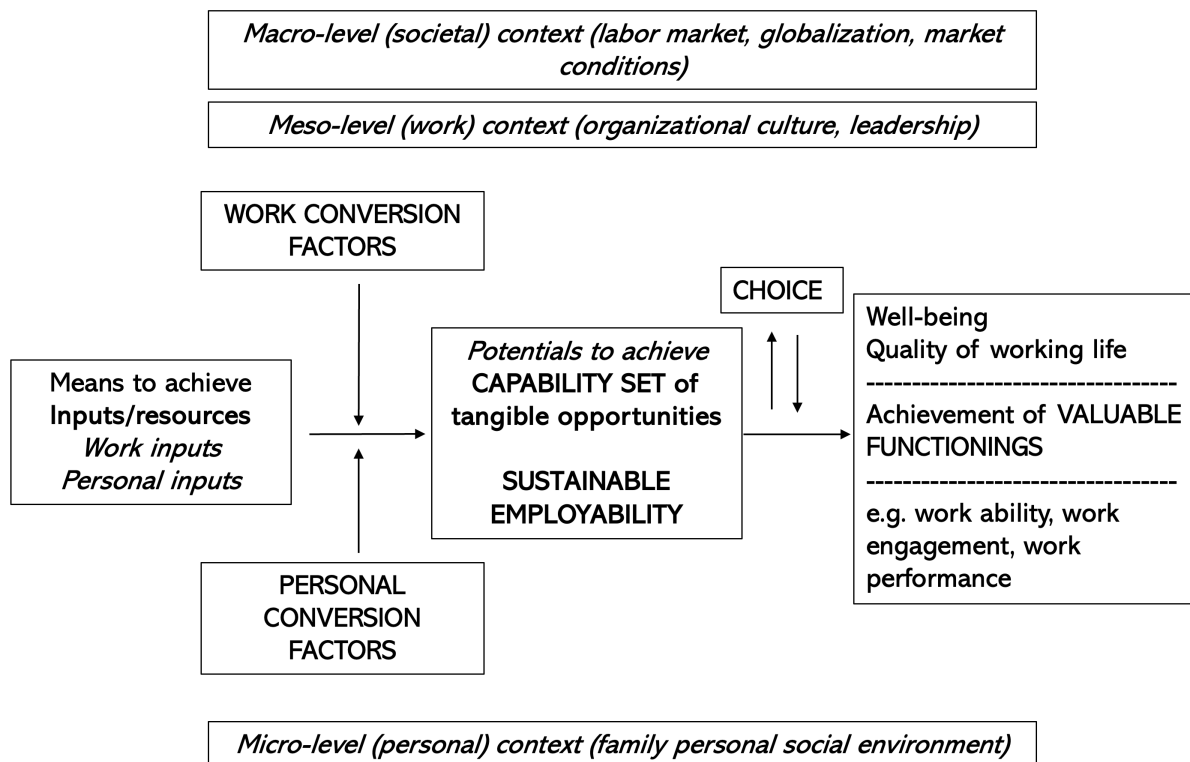 Macro-level (societal) context (labor market, globalization, market
conditions)
Meso-level (work) context (organizational culture, leadership)
WORK CONVERSION
FACTORS
CHOICE
Means to achieve
Inputs/resources
Work inputs
Personal inputs
Potentials to achieve
CAPABILITY SET of
tangible opportunities
SUSTAINABLE
EMPLOYABILITY
Well-being
Quality of working life
----------------------------------
Achievement of VALUABLE
FUNCTIONINGS
----------------------------------
e.g. work ability, work
engagement, work
performance
PERSONAL
CONVERSION
FACTORS
Micro-level (personal) context (family personal social environment)